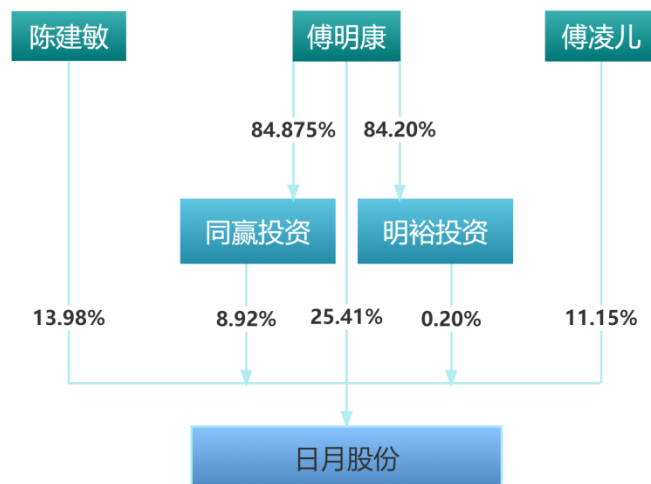 陈建敏
傅明康
傅凌儿
84.875%
84.20%
同赢投资
明裕投资
13.98%
8.92%
25.41%
0.20%
11.15%
日月股份